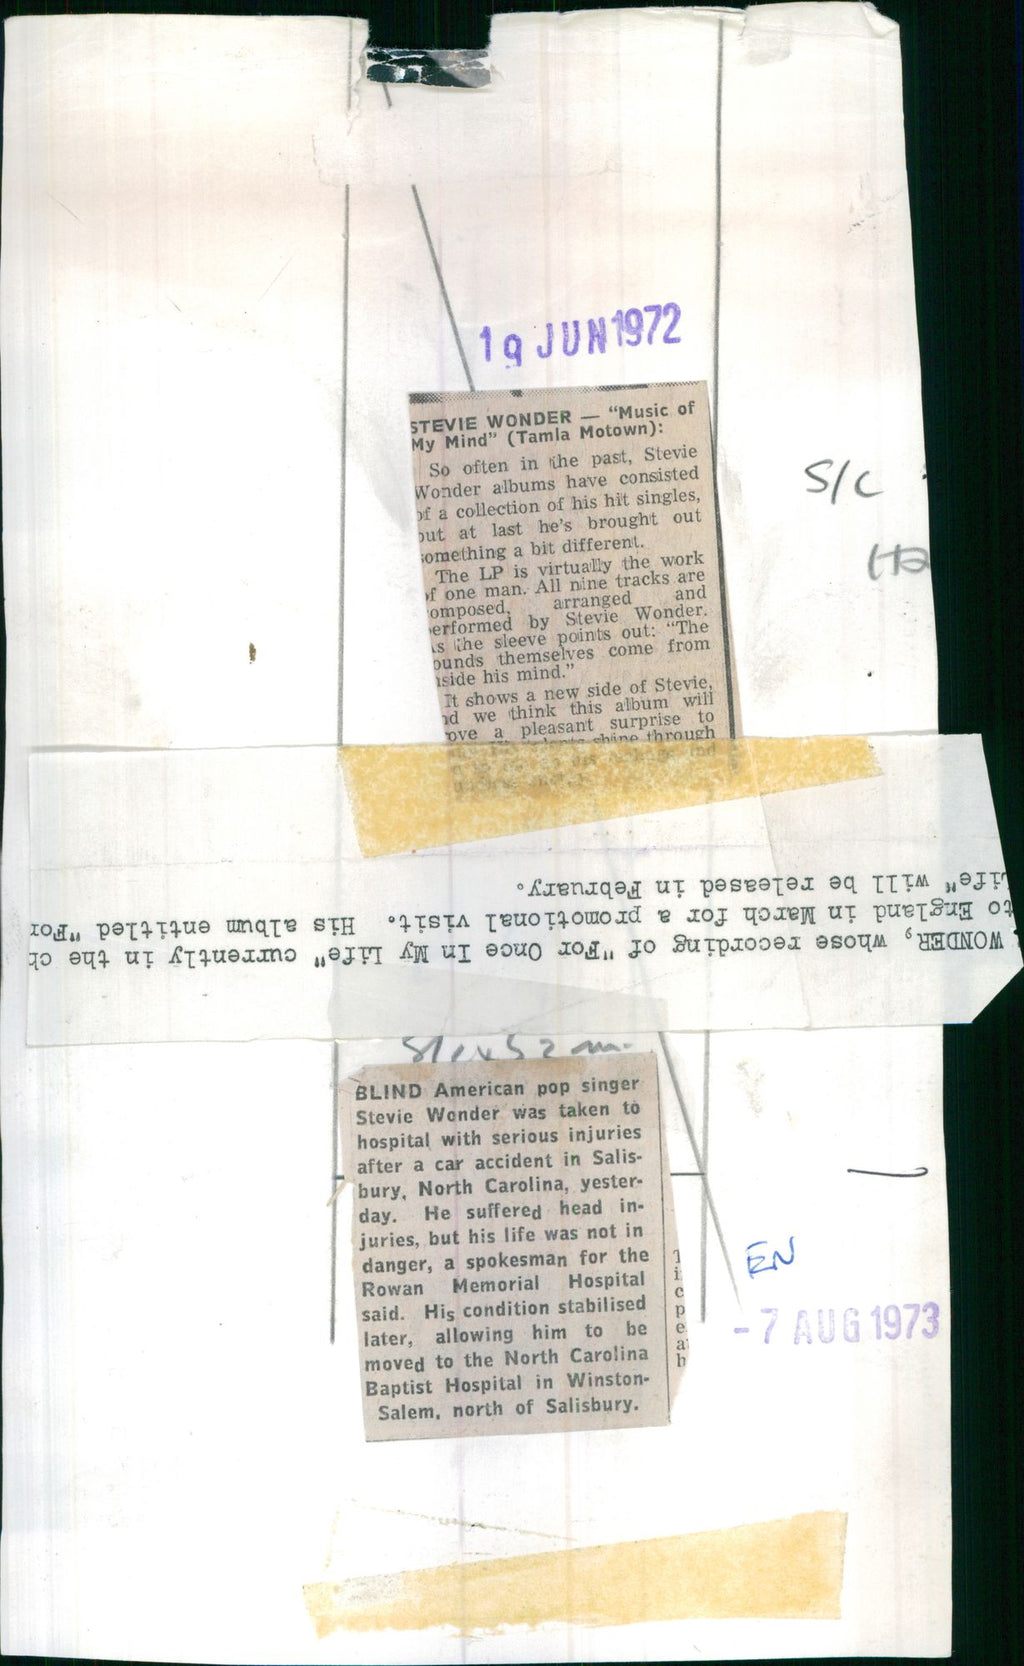 19 JUN 1972
STEVIE WONDER — "Music of
My Mind" (Tamla Motown):
So often in the past, Stevie
Wonder albums have consisted
of a collection of his hit singles,
but at last he's brought out
something a bit different.
The LP is virtually the work
of one man. All nine tracks are
omposed, arranged and
erformed by Stevie Wonder.
s the sleeve points out: "The
ounds themselves come from
nside his mind."
It shows a new side of Stevie,
nd we think this album will
ove a pleasant surprise to
shine through
S/C
WONDER, whose recording of "For Once In My Life" currently in the ch
to England in March for a promotional visit. His album entitled "For
Life" will be released in February.
BLIND American pop singer
Stevie Wonder was taken to
hospital with serious injuries
after a car accident in Salis-
bury, North Carolina, yester-
day. He suffered head in-
juries, but his life was not in
danger, a spokesman for the
Rowan Memorial Hospital
said. His condition stabilised
later, allowing him to be
moved to the North Carolina
Baptist Hospital in Winston-
Salem, north of Salisbury.
EN
-7 AUG 1973